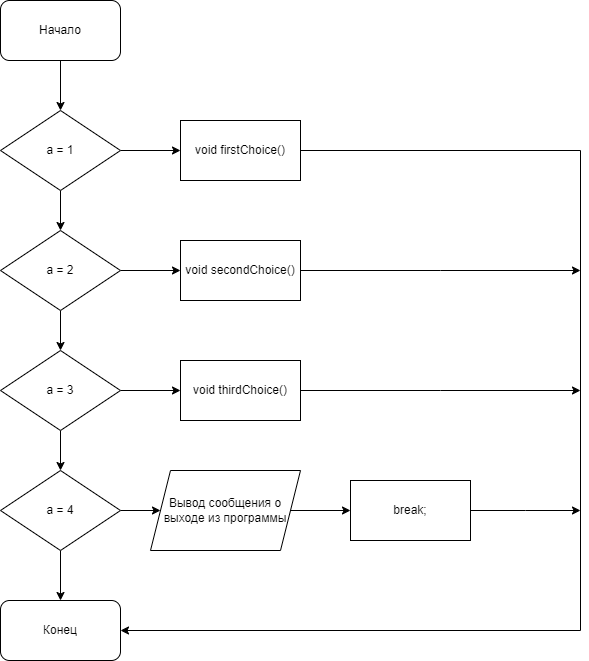 Начало
a = 1
void firstChoice()
a = 2
void secondChoice()
a = 3
void thirdChoice()
a = 4
Вывод сообщения о
выходе из программы
break;
Конец